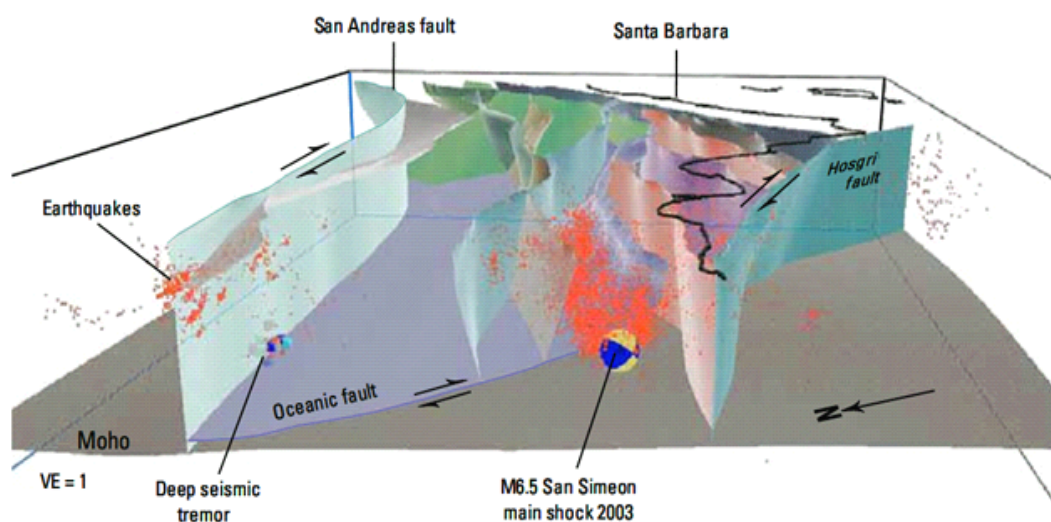 San Andreas fault
Santa Barbara
Hosgri
fault
Earthquakes
Oceanic fault
N
Moho
VE = 1
Deep seismic
tremor
M6.5 San Simeon
main shock 2003